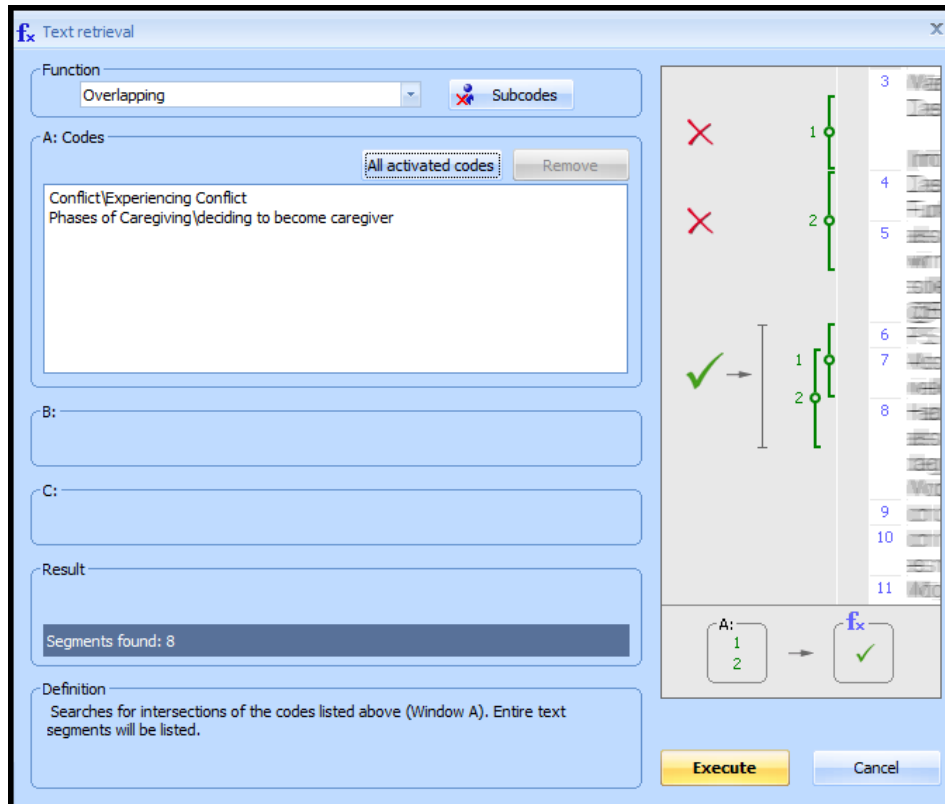 fx Text retrieval
x
Function
Overlapping
Subcodes
A: Codes
All activated codes
Remove
Conflict\Experiencing Conflict
Phases of Caregiving\deciding to become caregiver
B:
C:
Result
Segments found: 8
Definition
Searches for intersections of the codes listed above (Window A). Entire text
segments will be listed.
3
1
4
2
5
6
1
7
2
8
9
10
11
A:
1
2
fx
Execute
Cancel